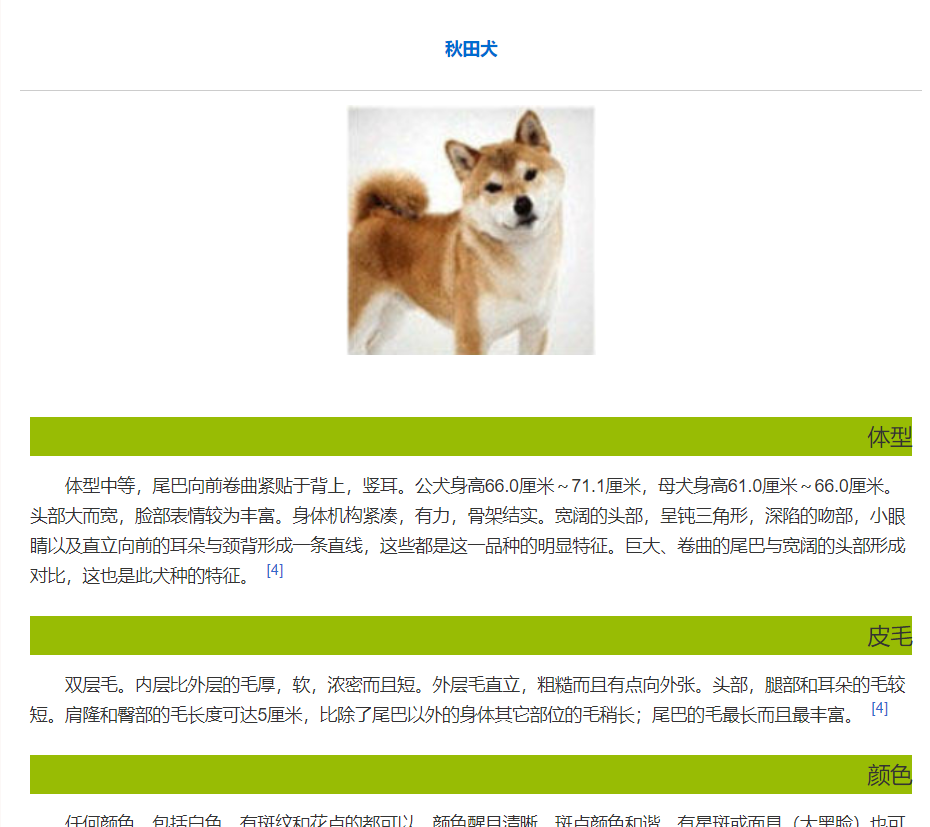 秋田犬
体型
体型中等，尾巴向前卷曲紧贴于背上，竖耳。公犬身高66.0厘米～71.1厘米，母犬身高61.0厘米～66.0厘米。
头部大而宽，脸部表情较为丰富。身体机构紧凑，有力，骨架结实。宽阔的头部，呈钝三角形，深陷的吻部，小眼
睛以及直立向前的耳朵与颈背形成一条直线，这些都是这一品种的明显特征。巨大、卷曲的尾巴与宽阔的头部形成
对比，这也是此犬种的特征。 [4]
皮毛
双层毛。内层比外层的毛厚，软，浓密而且短。外层毛直立，粗糙而且有点向外张。头部，腿部和耳朵的毛较
短。肩隆和臀部的毛长度可达5厘米，比除了尾巴以外的身体其它部位的毛稍长；尾巴的毛最长而且最丰富。 [4]
颜色
任何颜色，包括白色，有斑纹和花点的都可以，颜色醒目清晰，斑点颜色和谐，有星斑或面具（大黑脸）也可